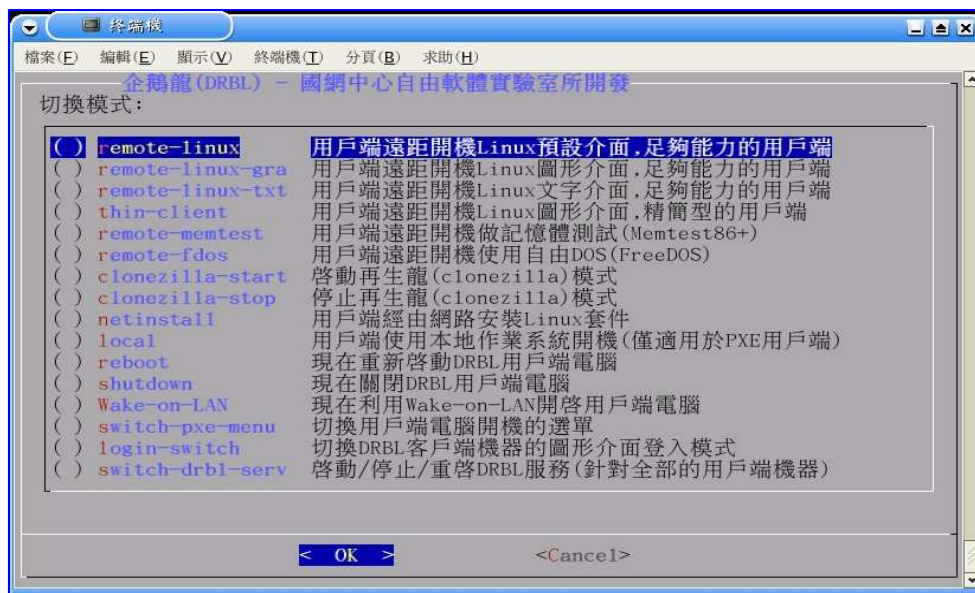 終端機
檔案(F) 編輯(E) 顯示(V) 終端機(T) 分頁(B) 求助(H)
企鵝龍(DRBL) - 國網中心自由軟體實驗室所開發
切換模式:
( ) remote-linux 用戶端遠距開機Linux預設介面,足夠能力的用戶端
( ) remote-linux-gra 用戶端遠距開機Linux圖形介面,足夠能力的用戶端
( ) remote-linux-txt 用戶端遠距開機Linux文字介面,足夠能力的用戶端
( ) thin-client 用戶端遠距開機Linux圖形介面,精簡型的用戶端
( ) remote-memtest 用戶端遠距開機做記憶體測試(Memtest86+)
( ) remote-fdos 用戶端遠距開機使用自由DOS(FreeDOS)
( ) clonezilla-start 啓動再生龍(clonezilla)模式
( ) clonezilla-stop 停止再生龍(clonezilla)模式
( ) netinstall 用戶端經由網路安裝Linux套件
( ) local 用戶端使用本地作業系統開機(僅適用於PXE用戶端)
( ) reboot 現在重新啓動DRBL用戶端電腦
( ) shutdown 現在關閉DRBL用戶端電腦
( ) Wake-on-LAN 現在利用Wake-on-LAN開啓用戶端電腦
( ) switch-pxe-menu 切換用戶端電腦開機的選單
( ) login-switch 切換DRBL客戶端機器的圖形介面登入模式
( ) switch-drbl-serv 啓動/停止/重啓DRBL服務(針對全部的用戶端機器)
< OK > <Cancel>